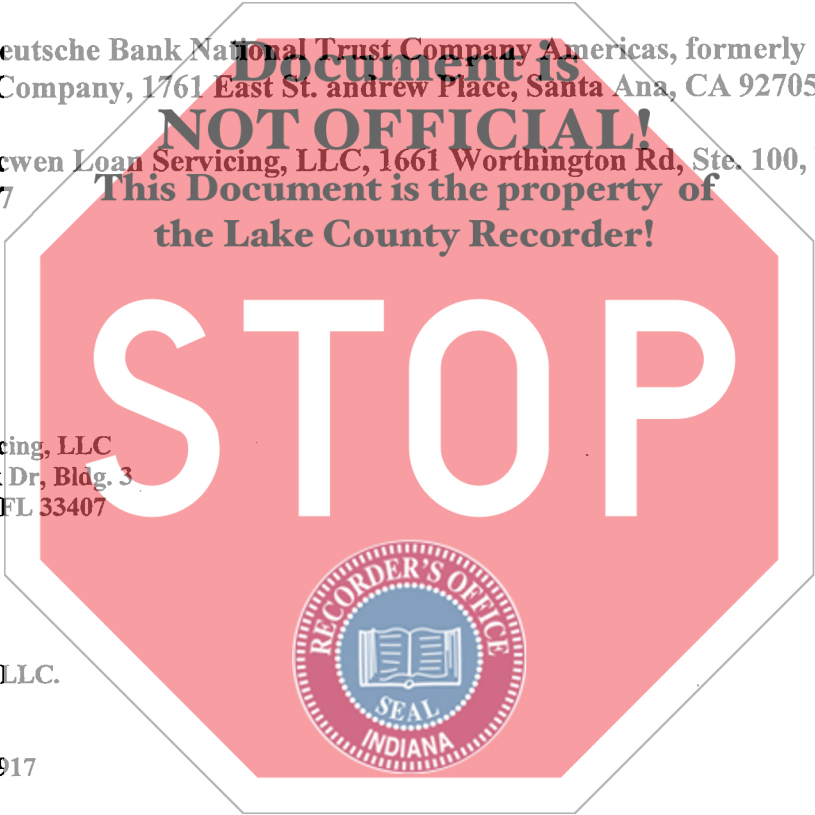 eutsche Bank National Trust Company Americas, formerly
Document is
Company, 1761 East St. andrew Place, Santa Ana, CA 92705
NOT OFFICIAL!
cwen Loan Servicing, LLC, 1661 Worthington Rd, Ste. 100,
This Document is the property of
7
the Lake County Recorder!
STOP
cing, LLC
Dr, Bldg. 3
FL 33407
RECORDER'S OFFICE
SEAL
INDIANA
LLC.
917